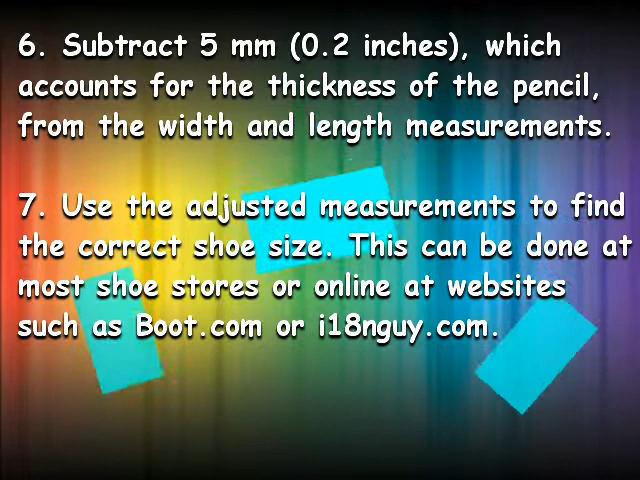 6. Subtract 5 mm (0.2 inches), which
accounts for the thickness of the pencil,
from the width and length measurements.
7. Use the adjusted measurements to find
the correct shoe size. This can be done at
most shoe stores or online at websites
such as Boot.com or i18nguy.com.